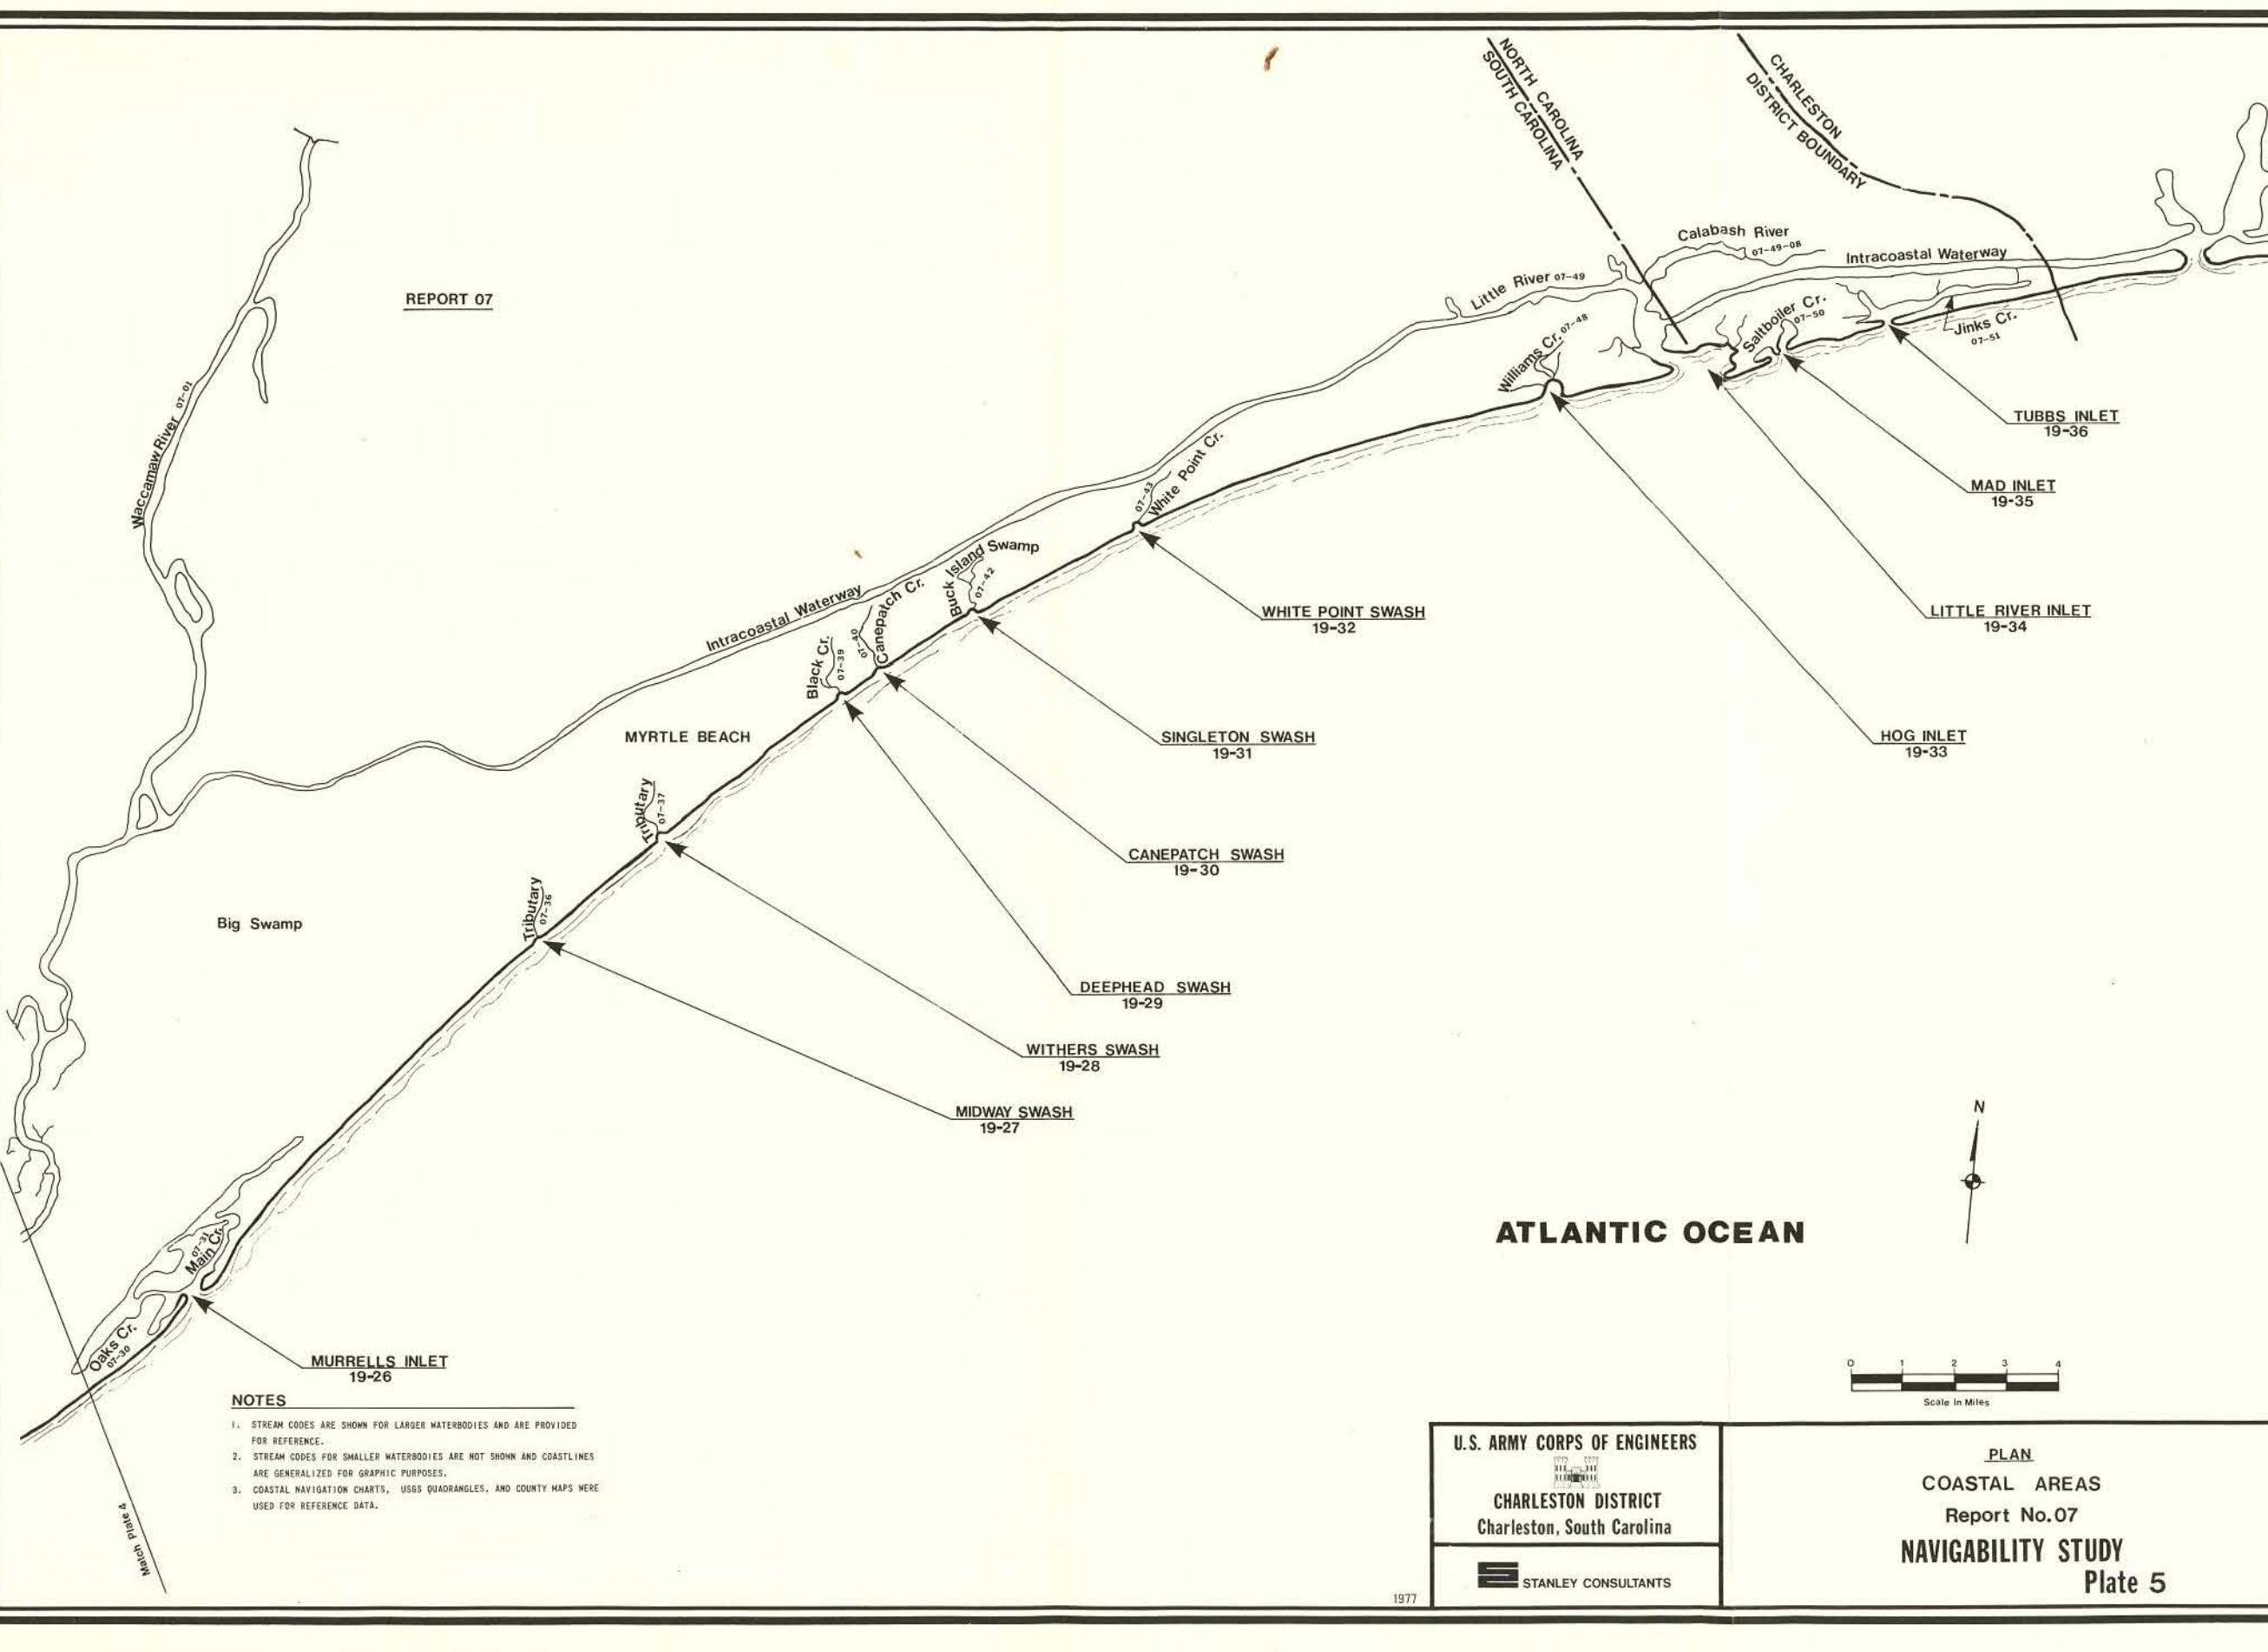 NORTH CAROLINA
SOUTH CAROLINA
CHARLESTON
DISTRICT BOUNDARY
REPORT 07
Waccamaw River 07-01
Calabash River
07-49-08
Intracoastal Waterway
Little River 07-49
Williams Cr. 07-48
Saltboiler Cr.
07-50
Jinks Cr.
07-51
TUBBS INLET
19-36
MAD INLET
19-35
LITTLE RIVER INLET
19-34
HOG INLET
19-33
07-43
White Point Cr.
WHITE POINT SWASH
19-32
Buck Island Swamp
07-42
SINGLETON SWASH
19-31
Intracoastal Waterway
Canepatch Cr.
07-40
CANEPATCH SWASH
19-30
Black Cr.
07-39
DEEPHEAD SWASH
19-29
MYRTLE BEACH
Tributary
07-37
WITHERS SWASH
19-28
Tributary
07-36
MIDWAY SWASH
19-27
Big Swamp
07-31
Main Cr.
Oaks Cr.
07-30
MURRELLS INLET
19-26
N
ATLANTIC OCEAN
0 1 2 3 4
Scale In Miles
NOTES
1. STREAM CODES ARE SHOWN FOR LARGER WATERBODIES AND ARE PROVIDED
FOR REFERENCE.
2. STREAM CODES FOR SMALLER WATERBODIES ARE NOT SHOWN AND COASTLINES
ARE GENERALIZED FOR GRAPHIC PURPOSES.
3. COASTAL NAVIGATION CHARTS, USGS QUADRANGLES, AND COUNTY MAPS WERE
USED FOR REFERENCE DATA.
Match Plate 4
1977
U.S. ARMY CORPS OF ENGINEERS
CHARLESTON DISTRICT
Charleston, South Carolina
STANLEY CONSULTANTS
PLAN
COASTAL AREAS
Report No.07
NAVIGABILITY STUDY
Plate 5